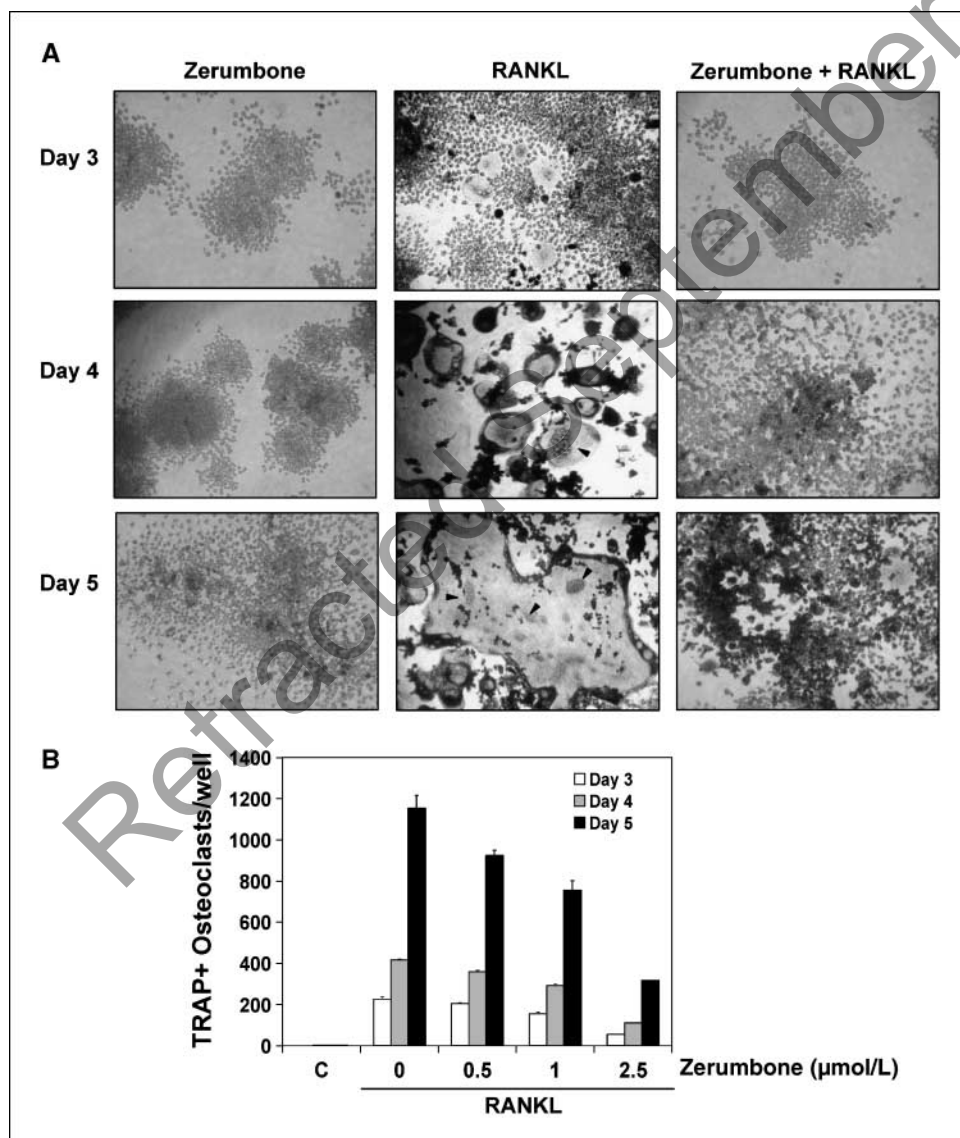 A
Zerumbone RANKL Zerumbone + RANKL
Day 3
Day 4
Day 5
B
TRAP+ Osteoclasts/well
1400
1200
1000
800
600
400
200
0
Day 3
Day 4
Day 5
C 0 0.5 1 2.5 Zerumbone (µmol/L)
RANKL
Retracted September